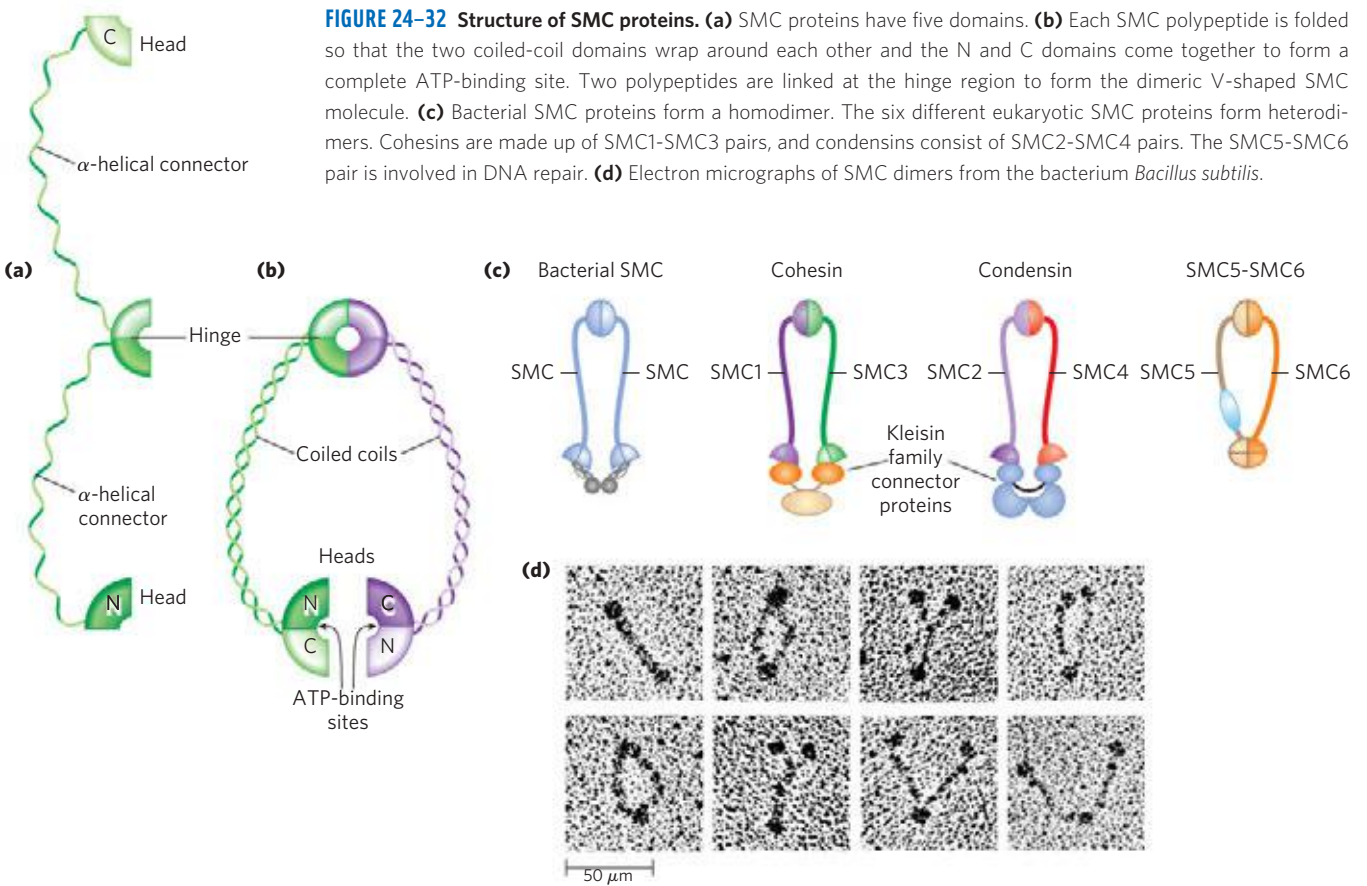 FIGURE 24–32 Structure of SMC proteins. (a) SMC proteins have five domains. (b) Each SMC polypeptide is folded
so that the two coiled-coil domains wrap around each other and the N and C domains come together to form a
complete ATP-binding site. Two polypeptides are linked at the hinge region to form the dimeric V-shaped SMC
molecule. (c) Bacterial SMC proteins form a homodimer. The six different eukaryotic SMC proteins form heterodi-
mers. Cohesins are made up of SMC1-SMC3 pairs, and condensins consist of SMC2-SMC4 pairs. The SMC5-SMC6
pair is involved in DNA repair. (d) Electron micrographs of SMC dimers from the bacterium Bacillus subtilis.
C Head
α-helical connector
(a)
Hinge
α-helical
connector
N Head
(b)
Coiled coils
Heads
N C
C N
ATP-binding
sites
(c) Bacterial SMC Cohesin Condensin SMC5-SMC6
SMC SMC SMC1 SMC3 SMC2 SMC4 SMC5 SMC6
Kleisin
family
connector
proteins
(d)
50 μm